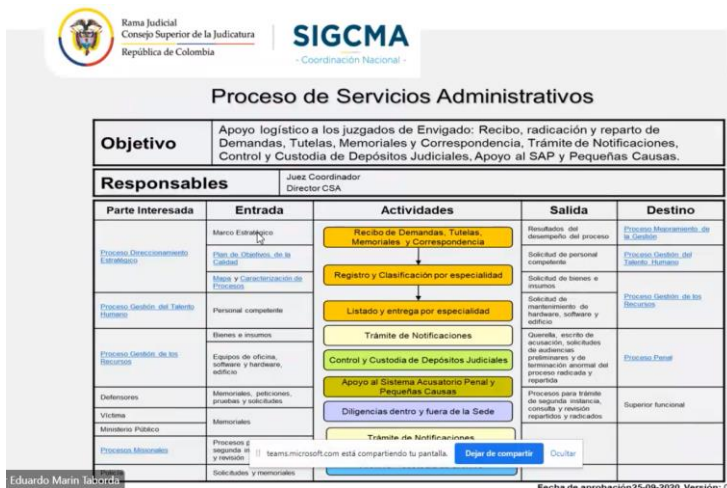 Rama Judicial
Consejo Superior de la Judicatura
República de Colombia
SIGCMA
- Coordinación Nacional -
Proceso de Servicios Administrativos
Objetivo
Apoyo logístico a los juzgados de Envigado: Recibo, radicación y reparto de
Demandas, Tutelas, Memoriales y Correspondencia, Trámite de Notificaciones,
Control y Custodia de Depósitos Judiciales, Apoyo al SAP y Pequeñas Causas.
Responsables
Juez Coordinador
Director CSA
Parte Interesada
Entrada
Actividades
Salida
Destino
Proceso Direccionamiento
Estratégico
Marco Estratégico
Plan de Objetivos de la
Calidad
Mapa y Caracterización de
Procesos
Recibo de Demandas, Tutelas,
Memoriales y Correspondencia
Registro y Clasificación por especialidad
Resultados del
desempeño del proceso
Proceso Mejoramiento de
la Gestión
Solicitud de personal
competente
Proceso Gestión del
Talento Humano
Solicitud de bienes e
insumos
Proceso Gestión del Talento
Humano
Personal competente
Listado y entrega por especialidad
Solicitud de
mantenimiento de
hardware, software y
edificio
Proceso Gestión de los
Recursos
Proceso Gestión de los
Recursos
Bienes e insumos
Equipos de oficina,
software y hardware,
edificio
Trámite de Notificaciones
Control y Custodia de Depósitos Judiciales
Querella, escrito de
acusación, solicitudes
de audiencias
preliminares y de
terminación anormal del
proceso radicada y
repartida
Proceso Penal
Defensores
Memoriales, peticiones,
pruebas y solicitudes
Apoyo al Sistema Acusatorio Penal y
Pequeñas Causas
Procesos para trámite
de segunda instancia,
consulta y revisión
repartidos y radicados
Superior funcional
Víctima
Memoriales
Diligencias dentro y fuera de la Sede
Ministerio Público
Procesos Misionales
Procesos
segunda
y revisión
Trámite de Notificaciones
teams.microsoft.com está compartiendo tu pantalla.
Dejar de compartir
Ocultar
Policía
Solicitudes y memoriales
Eduardo Marin Taborda
Fecha de aprobación25-09-2020 Versión: